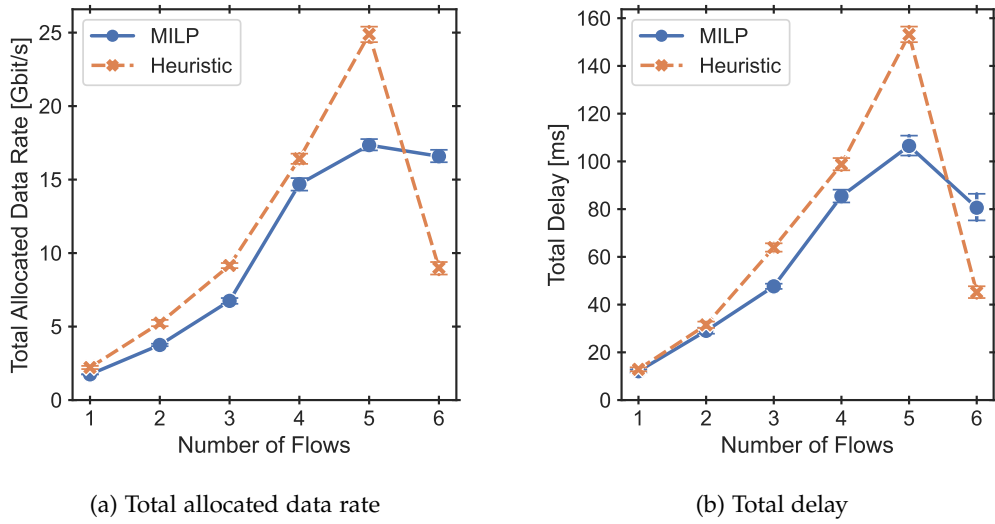 25
20
15
10
5
0
Total Allocated Data Rate [Gbit/s]
MILP
Heuristic
1 2 3 4 5 6
Number of Flows
(a) Total allocated data rate
160
140
120
100
80
60
40
20
0
Total Delay [ms]
MILP
Heuristic
1 2 3 4 5 6
Number of Flows
(b) Total delay